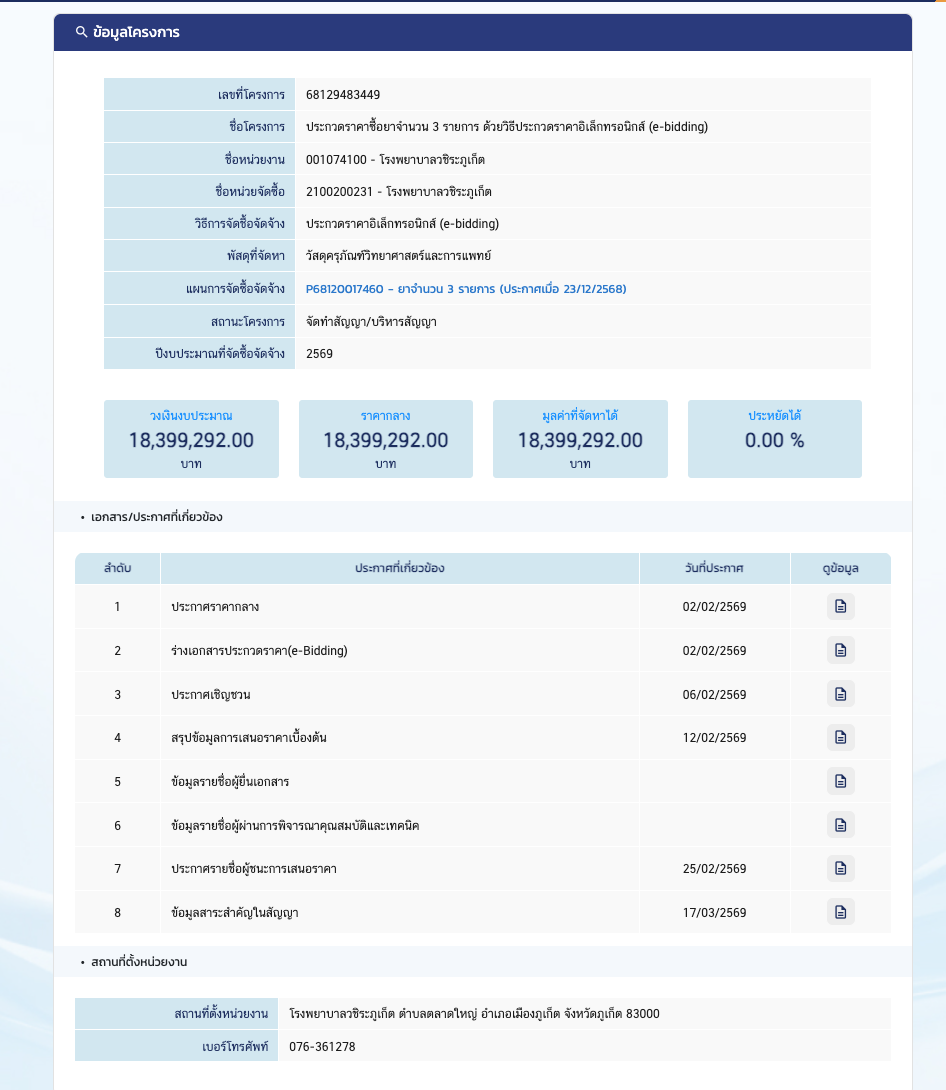 ข้อมูลโครงการ
เลขที่โครงการ 68129483449
ชื่อโครงการ ประกวดราคาซื้อยาจำนวน 3 รายการ ด้วยวิธีประกวดราคาอิเล็กทรอนิกส์ (e-bidding)
ชื่อหน่วยงาน 001074100 - โรงพยาบาลวชิระภูเก็ต
ชื่อหน่วยจัดซื้อ 2100200231 - โรงพยาบาลวชิระภูเก็ต
วิธีการจัดซื้อจัดจ้าง ประกวดราคาอิเล็กทรอนิกส์ (e-bidding)
พัสดุที่จัดหา วัสดุครุภัณฑ์วิทยาศาสตร์และการแพทย์
แผนการจัดซื้อจัดจ้าง P68120017460 - ยาจำนวน 3 รายการ (ประกาศเมื่อ 23/12/2568)
สถานะโครงการ จัดทำสัญญา/บริหารสัญญา
ปีงบประมาณที่จัดซื้อจัดจ้าง 2569
วงเงินงบประมาณ ราคากลาง มูลค่าที่จัดหาได้ ประหยัดได้
18,399,292.00 18,399,292.00 18,399,292.00 0.00 %
บาท บาท บาท
• เอกสาร/ประกาศที่เกี่ยวข้อง
ลำดับ ประกาศที่เกี่ยวข้อง วันที่ประกาศ ดูข้อมูล
1 ประกาศราคากลาง 02/02/2569
2 ร่างเอกสารประกวดราคา(e-Bidding) 02/02/2569
3 ประกาศเชิญชวน 06/02/2569
4 สรุปข้อมูลการเสนอราคาเบื้องต้น 12/02/2569
5 ข้อมูลรายชื่อผู้ยื่นเอกสาร
6 ข้อมูลรายชื่อผู้ผ่านการพิจารณาคุณสมบัติและเทคนิค
7 ประกาศรายชื่อผู้ชนะการเสนอราคา 25/02/2569
8 ข้อมูลสาระสำคัญในสัญญา 17/03/2569
• สถานที่ตั้งหน่วยงาน
สถานที่ตั้งหน่วยงาน โรงพยาบาลวชิระภูเก็ต ตำบลตลาดใหญ่ อำเภอเมืองภูเก็ต จังหวัดภูเก็ต 83000
เบอร์โทรศัพท์ 076-361278